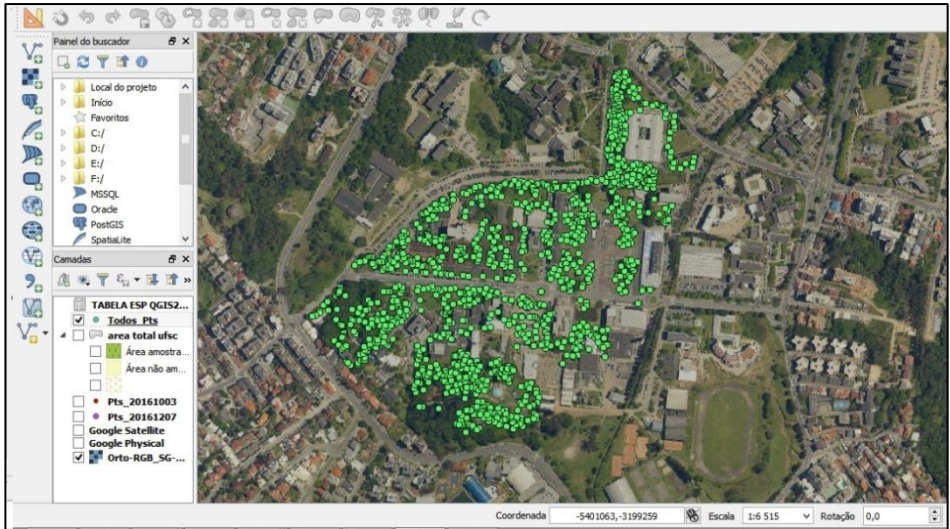 Painel do buscador
Local do projeto
Início
Favoritos
C:/
D:/
E:/
F:/
MSSQL
Oracle
PostGIS
SpatiaLite
Camadas
TABELA ESP QGIS2...
Todos_Pts
area total ufsc
Área amostra...
Área não am...
Pts_20161003
Pts_20161207
Google Satellite
Google Physical
Orto-RGB_SG-...
Coordenada -5401063,-3199259 Escala 1:6 515 Rotação 0,0